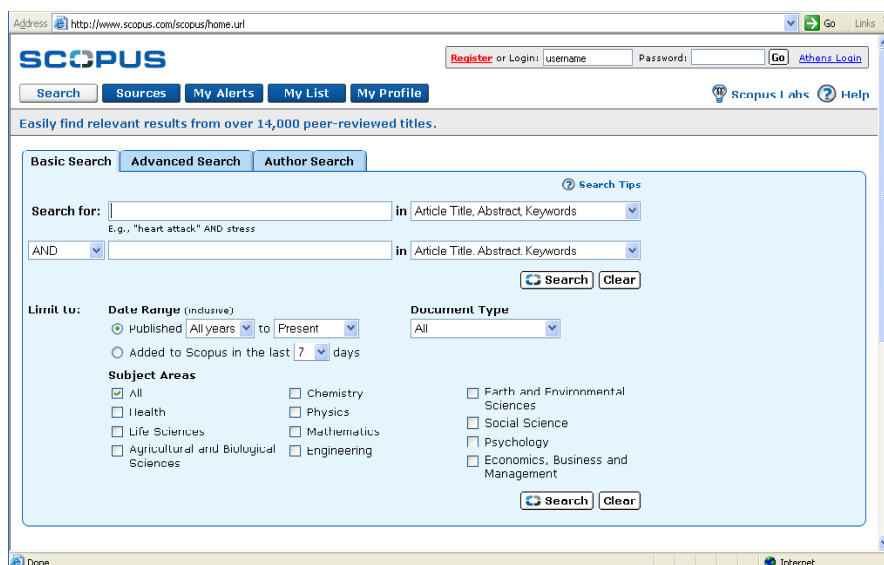 Address http://www.scopus.com/scopus/home.url Go Links
SCOPUS
Register or Login: username Password: Go Athens Login
Search Sources My Alerts My List My Profile Scopus Labs Help
Easily find relevant results from over 14,000 peer-reviewed titles.
Basic Search Advanced Search Author Search
Search Tips
Search for: in Article Title, Abstract, Keywords
E.g., "heart attack" AND stress
AND in Article Title. Abstract. Keywords
Search Clear
Limit to: Date Range (inclusive) Document Type
Published All years to Present All
Added to Scopus in the last 7 days
Subject Areas
All Chemistry Earth and Environmental
Sciences
Health Physics
Social Science
Life Sciences Mathematics
Psychology
Agricultural and Biological Engineering
Sciences
Economics, Business and
Management
Search Clear
Done Internet